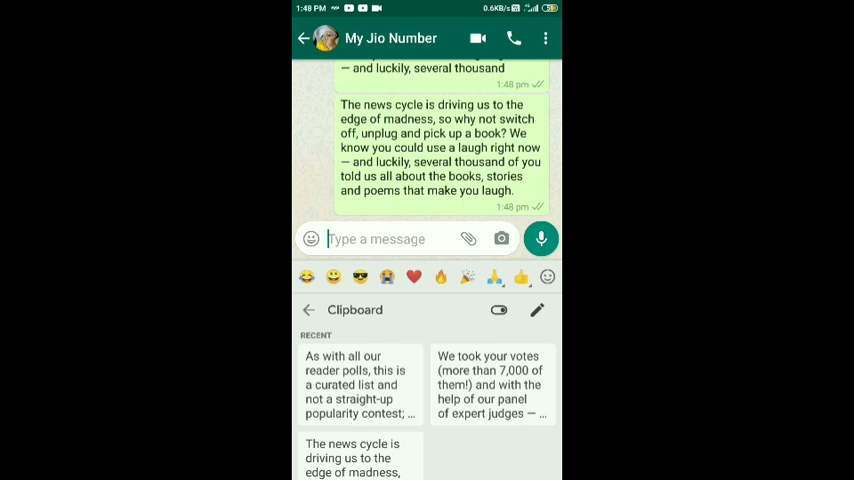 1:48 PM
0.6KB/s
My Jio Number
— and luckily, several thousand
1:48 pm
The news cycle is driving us to the
edge of madness, so why not switch
off, unplug and pick up a book? We
know you could use a laugh right now
— and luckily, several thousand of you
told us all about the books, stories
and poems that make you laugh.
1:48 pm
Type a message
Clipboard
RECENT
As with all our
reader polls, this is
a curated list and
not a straight-up
popularity contest; ...
We took your votes
(more than 7,000 of
them!) and with the
help of our panel
of expert judges — ...
The news cycle is
driving us to the
edge of madness,